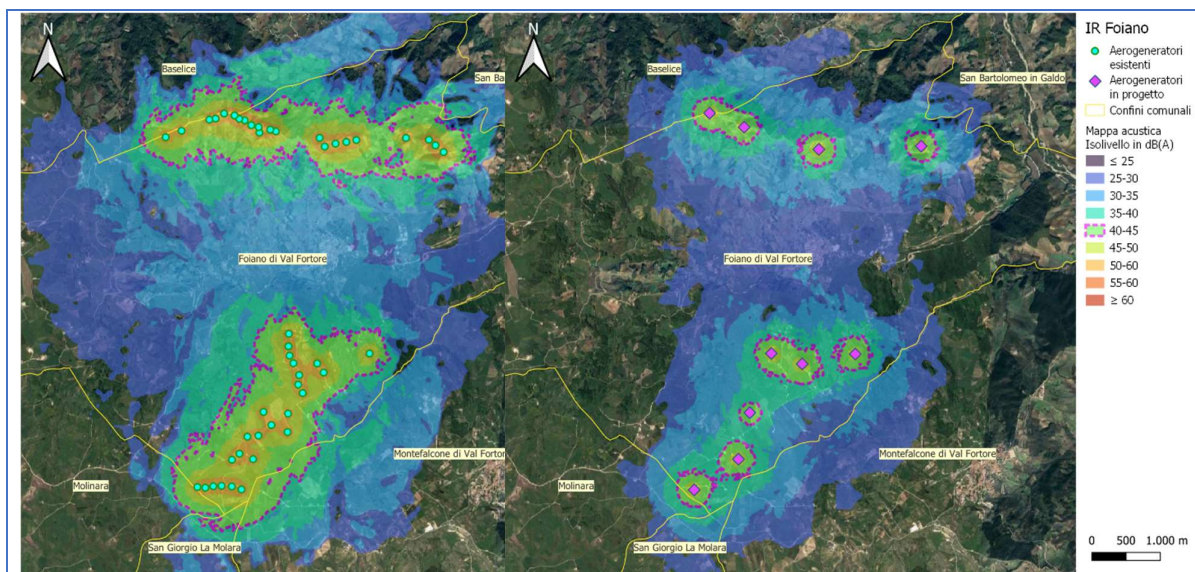 N
Baselice
San Ba
Foiano di Val Fortore
Montefalcone di Val Fortor
Molinara
San Giorgio La Molara
N
Baselice
San Bartolomeo in Galdo
Foiano di Val Fortore
Montefalcone di Val Fortore
Molinara
San Giorgio La Molara
IR Foiano
Aerogeneratori
esistenti
Aerogeneratori
in progetto
Confini comunali
Mappa acustica
Isolivello in dB(A)
≤ 25
25-30
30-35
35-40
40-45
45-50
50-60
55-60
≥ 60
0 500 1.000 m